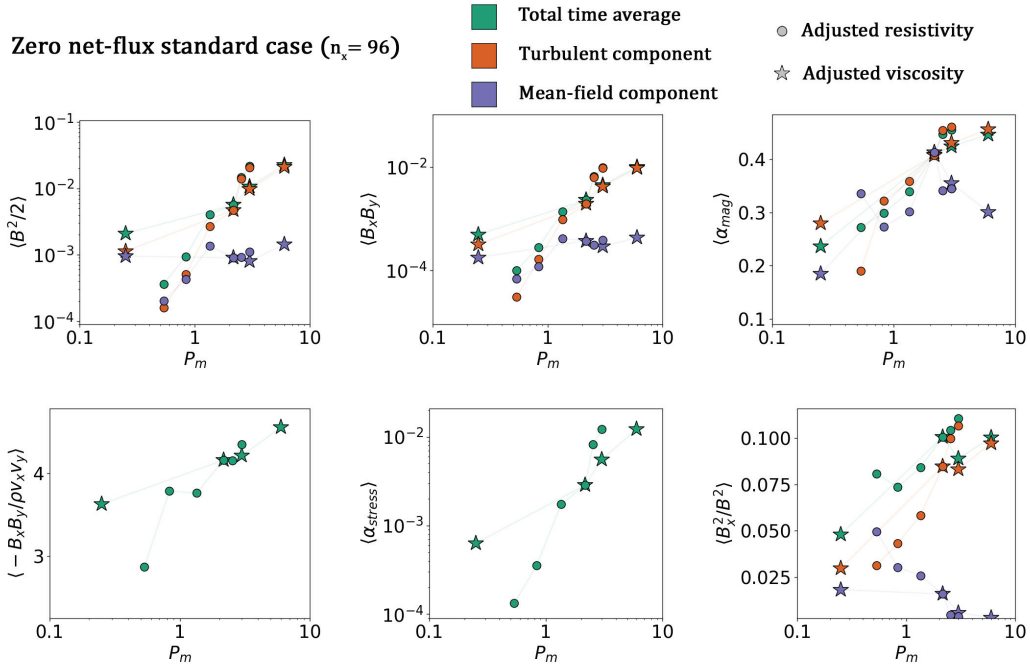 Zero net-flux standard case (nₓ= 96)
Total time average
Turbulent component
Mean-field component
Adjusted resistivity
Adjusted viscosity
⟨B²/2⟩
10⁻¹
10⁻²
10⁻³
10⁻⁴
0.1 1 10
Pₘ
⟨BₓBᵧ⟩
10⁻²
10⁻⁴
0.1 1 10
Pₘ
⟨αₘₐg⟩
0.4
0.3
0.2
0.1
0.1 1 10
Pₘ
⟨ − BₓBᵧ/ρvₓvᵧ⟩
4
3
0.1 1 10
Pₘ
⟨αₛₜᵣₑₛₛ⟩
10⁻²
10⁻³
10⁻⁴
0.1 1 10
Pₘ
⟨Bₓ²/B²⟩
0.100
0.075
0.050
0.025
0.1 1 10
Pₘ